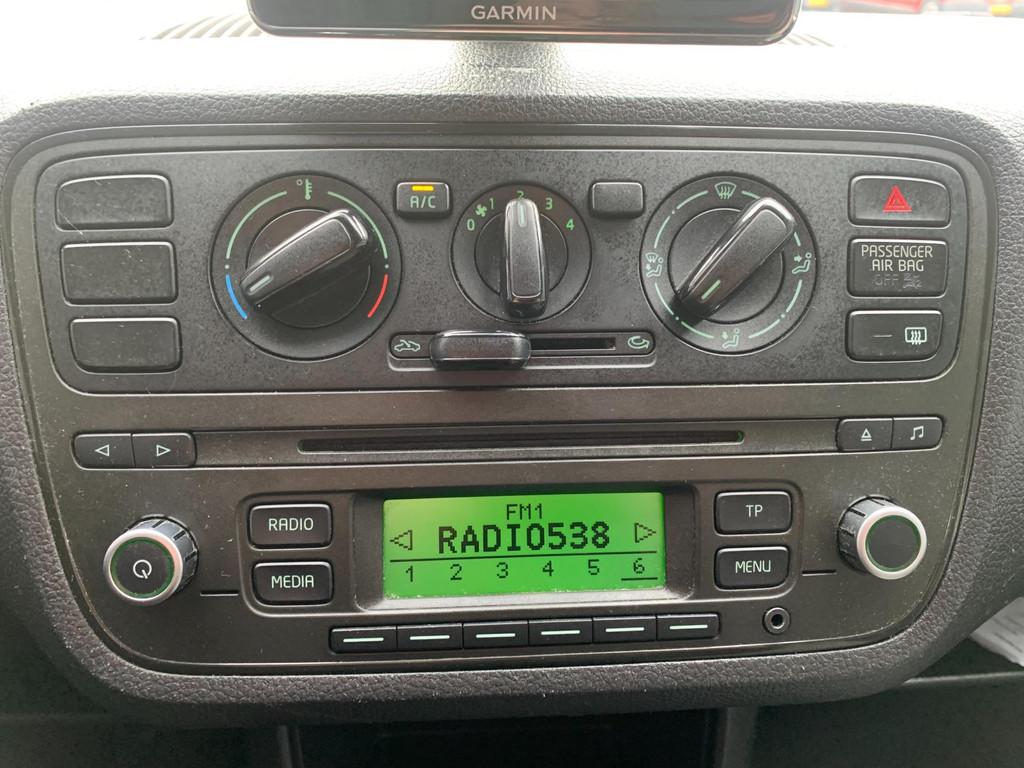 GARMIN
A/C
0 1 2 3 4
PASSENGER
AIR BAG
OFF
RADIO
MEDIA
FM1
RADIO538
1 2 3 4 5 6
TP
MENU